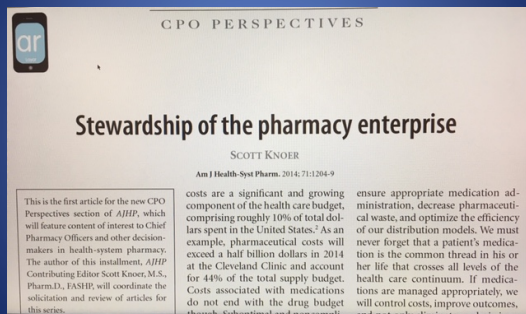 ar
CPO PERSPECTIVES
Stewardship of the pharmacy enterprise
SCOTT KNOER
Am J Health-Syst Pharm. 2014; 71:1204-9
This is the first article for the new CPO
Perspectives section of AJHP, which
will feature content of interest to Chief
Pharmacy Officers and other decision-
makers in health-system pharmacy.
The author of this installment, AJHP
Contributing Editor Scott Knoer, M.S.,
Pharm.D., FASHP, will coordinate the
solicitation and review of articles for
this series.
costs are a significant and growing
component of the health care budget,
comprising roughly 10% of total dol-
lars spent in the United States.² As an
example, pharmaceutical costs will
exceed a half billion dollars in 2014
at the Cleveland Clinic and account
for 44% of the total supply budget.
Costs associated with medications
do not end with the drug budget
ensure appropriate medication ad-
ministration, decrease pharmaceuti-
cal waste, and optimize the efficiency
of our distribution models. We must
never forget that a patient's medica-
tion is the common thread in his or
her life that crosses all levels of the
health care continuum. If medica-
tions are managed appropriately, we
will control costs, improve outcomes,